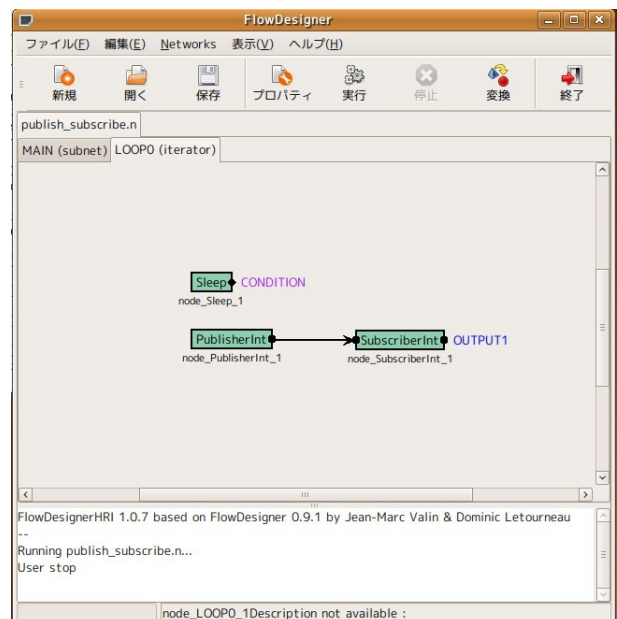 FlowDesigner
ファイル(F) 編集(E) Networks 表示(V) ヘルプ(H)
新規 開く 保存 プロパティ 実行 停止 変換 終了
publish_subscribe.n
MAIN (subnet) LOOP0 (iterator)
Sleep CONDITION
node_Sleep_1
PublisherInt SubscriberInt OUTPUT1
node_PublisherInt_1 node_SubscriberInt_1
FlowDesignerHRI 1.0.7 based on FlowDesigner 0.9.1 by Jean-Marc Valin & Dominic Letourneau
--
Running publish_subscribe.n...
User stop
node_LOOP0_1Description not available :